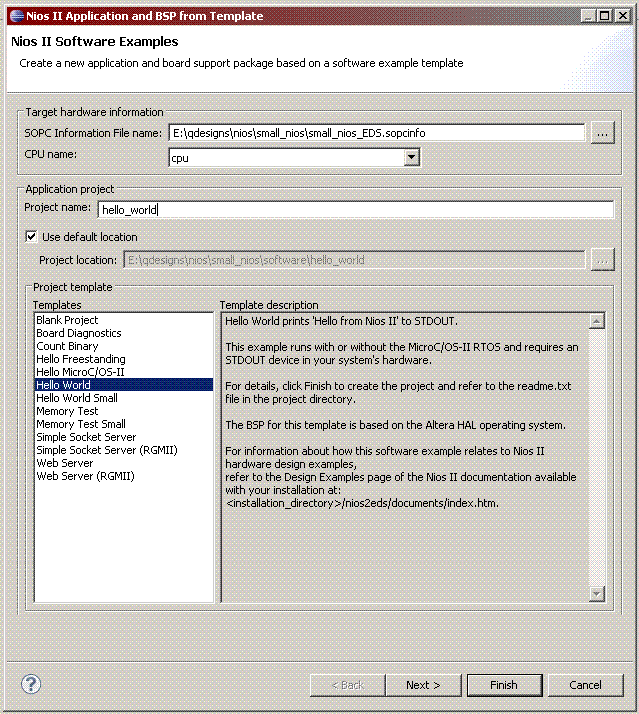 Nios II Application and BSP from Template
Nios II Software Examples
Create a new application and board support package based on a software example template
Target hardware information
SOPC Information File name: E:\qdesigns\nios\small_nios\small_nios_EDS.sopcinfo ...
CPU name: cpu
Application project
Project name: hello_world
Use default location
Project location: E:\qdesigns\nios\small_nios\software\hello_world ...
Project template
Templates
Blank Project
Board Diagnostics
Count Binary
Hello Freestanding
Hello MicroC/OS-II
Hello World
Hello World Small
Memory Test
Memory Test Small
Simple Socket Server
Simple Socket Server (RGMII)
Web Server
Web Server (RGMII)
Template description
Hello World prints 'Hello from Nios II' to STDOUT.
This example runs with or without the MicroC/OS-II RTOS and requires an
STDOUT device in your system's hardware.
For details, click Finish to create the project and refer to the readme.txt
file in the project directory.
The BSP for this template is based on the Altera HAL operating system.
For information about how this software example relates to Nios II
hardware design examples,
refer to the Design Examples page of the Nios II documentation available
with your installation at:
<installation_directory>/nios2eds/documents/index.htm.
? < Back Next > Finish Cancel